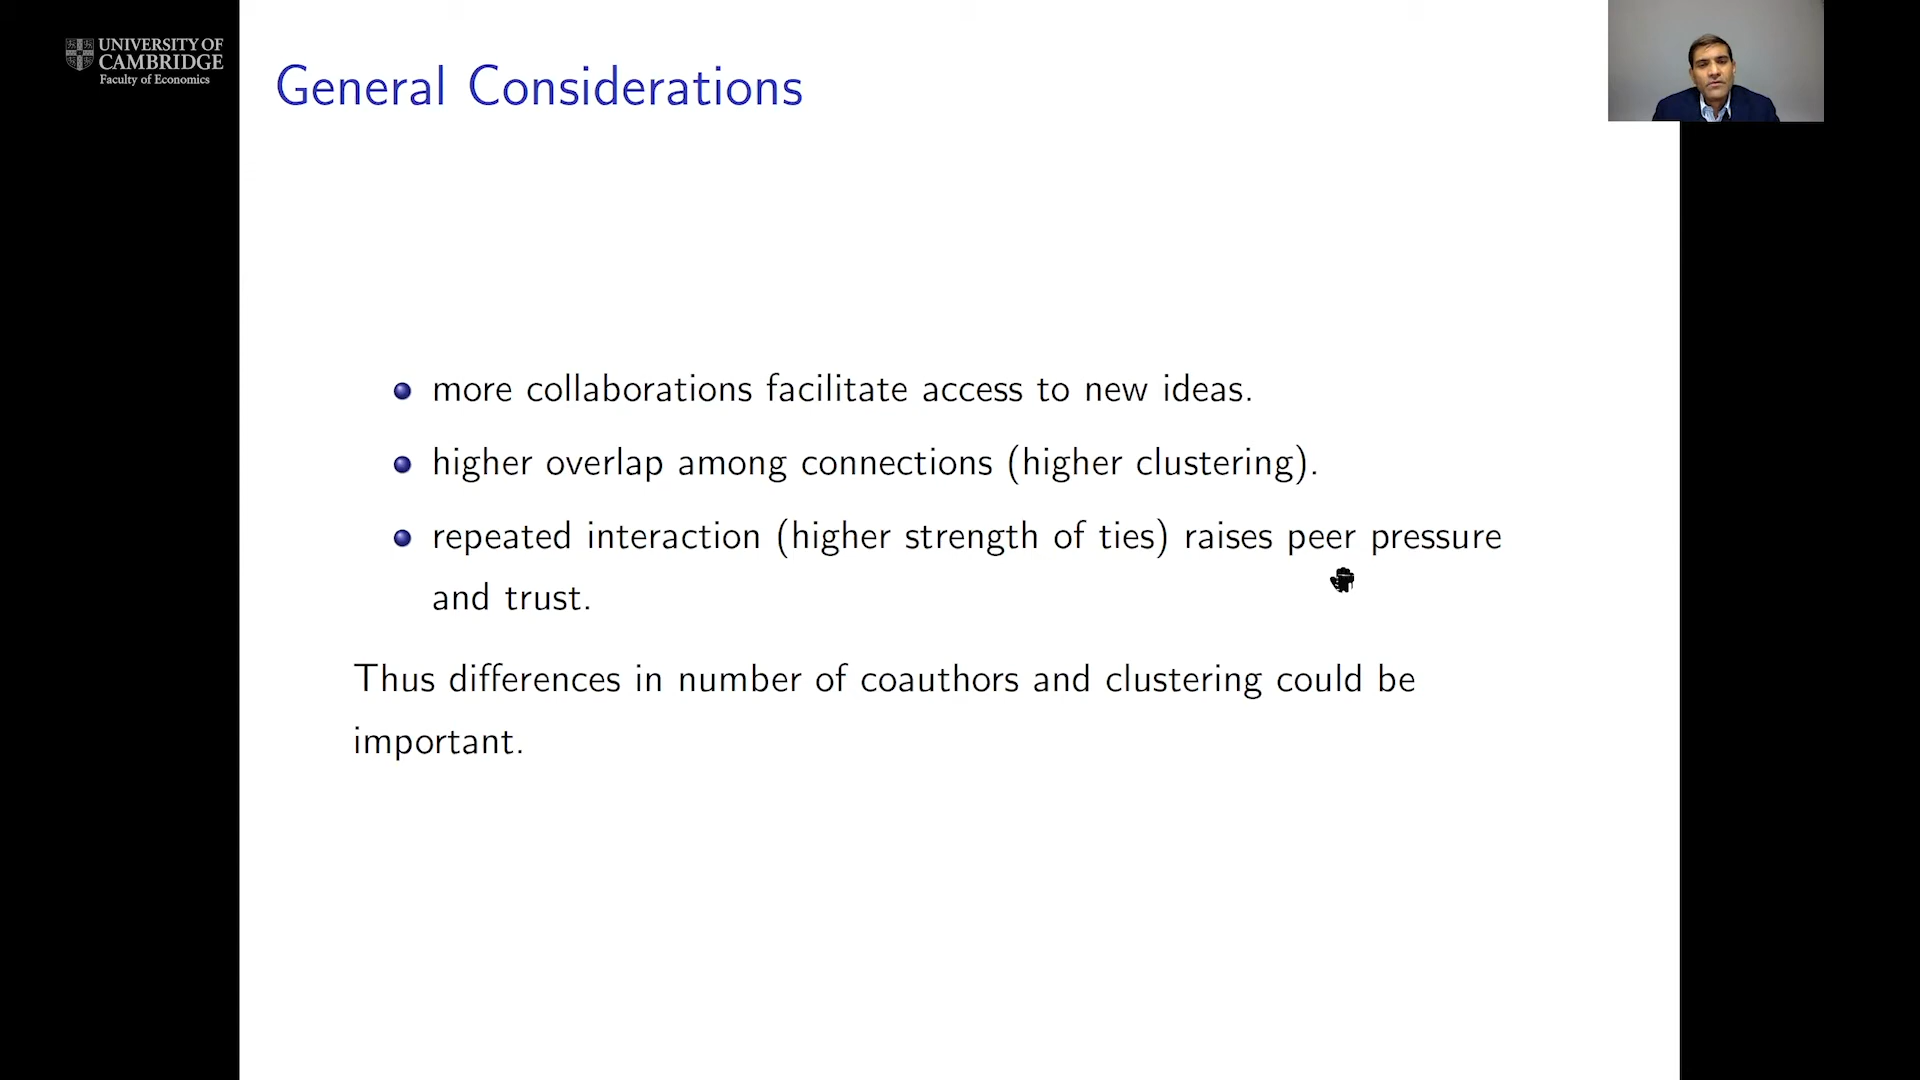 UNIVERSITY OF
CAMBRIDGE
Faculty of Economics
General Considerations
more collaborations facilitate access to new ideas.
higher overlap among connections (higher clustering).
repeated interaction (higher strength of ties) raises peer pressure
and trust.
Thus differences in number of coauthors and clustering could be
important.